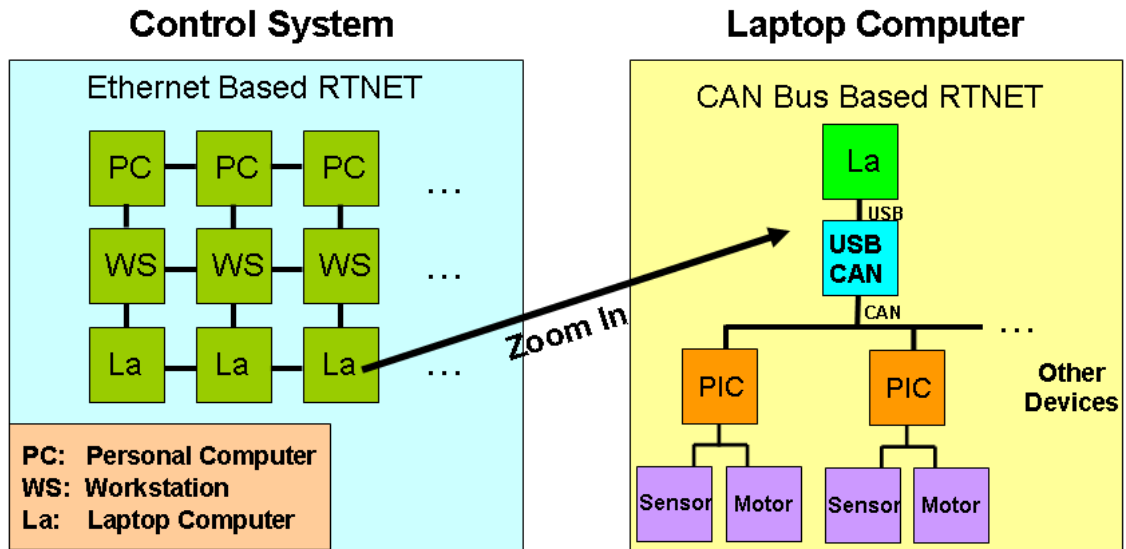 Control System
Ethernet Based RTNET
PC PC PC ...
WS WS WS ...
La La La ...
PC: Personal Computer
WS: Workstation
La: Laptop Computer
Zoom In
Laptop Computer
CAN Bus Based RTNET
La
USB
USB
CAN
CAN
...
PIC PIC
Other
Devices
Sensor Motor Sensor Motor